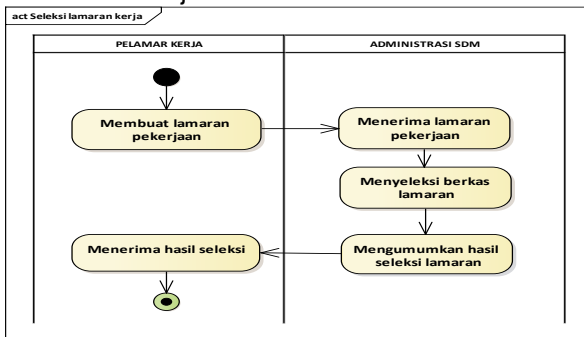 act Seleksi lamaran kerja
PELAMAR KERJA
ADMINISTRASI SDM
Membuat lamaran
pekerjaan
Menerima lamaran
pekerjaan
Menyeleksi berkas
lamaran
Menerima hasil seleksi
Mengumumkan hasil
seleksi lamaran